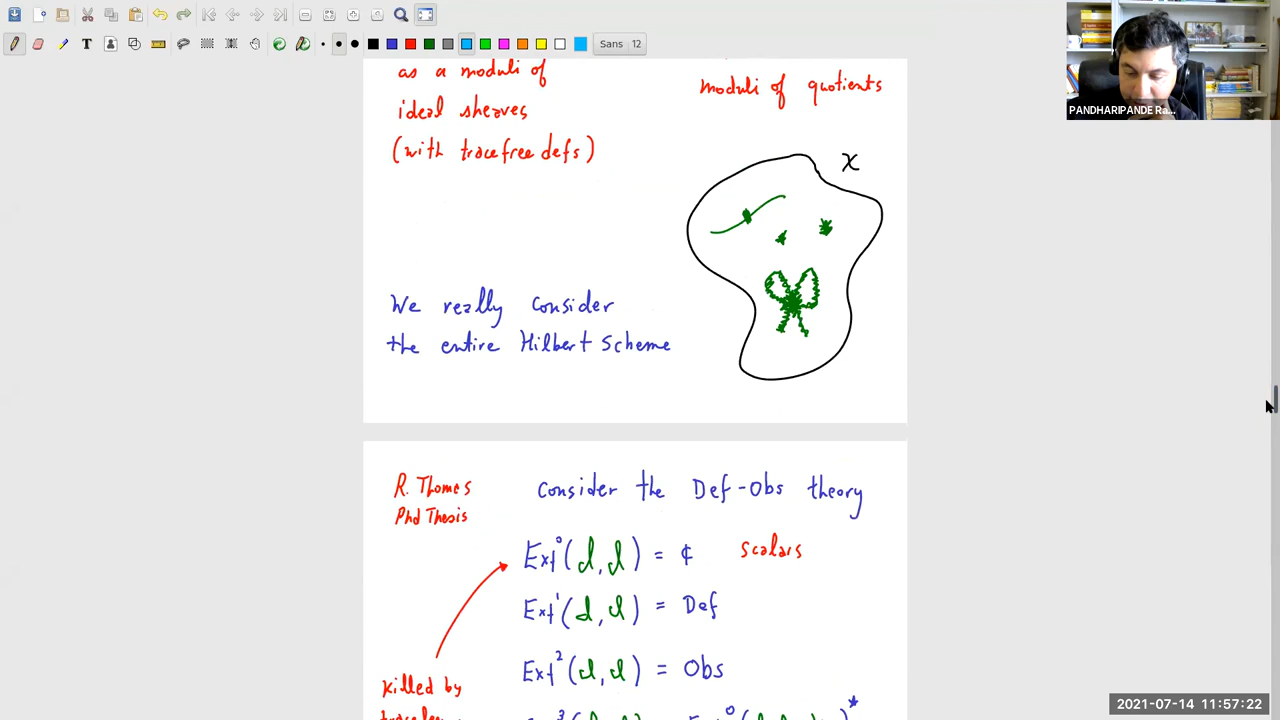 Sans 12
PANDHARIPANDE Ra...
as a moduli of
ideal sheaves
(with tracefree defs)
moduli of quotients
X
We really consider
the entire Hilbert scheme
R. Thomas
Phd Thesis
Consider the Def-Obs theory
Ext⁰(I, I) = ℂ scalars
Ext¹(I, I) = Def
Ext²(I, I) = Obs
killed by
2021-07-14 11:57:22